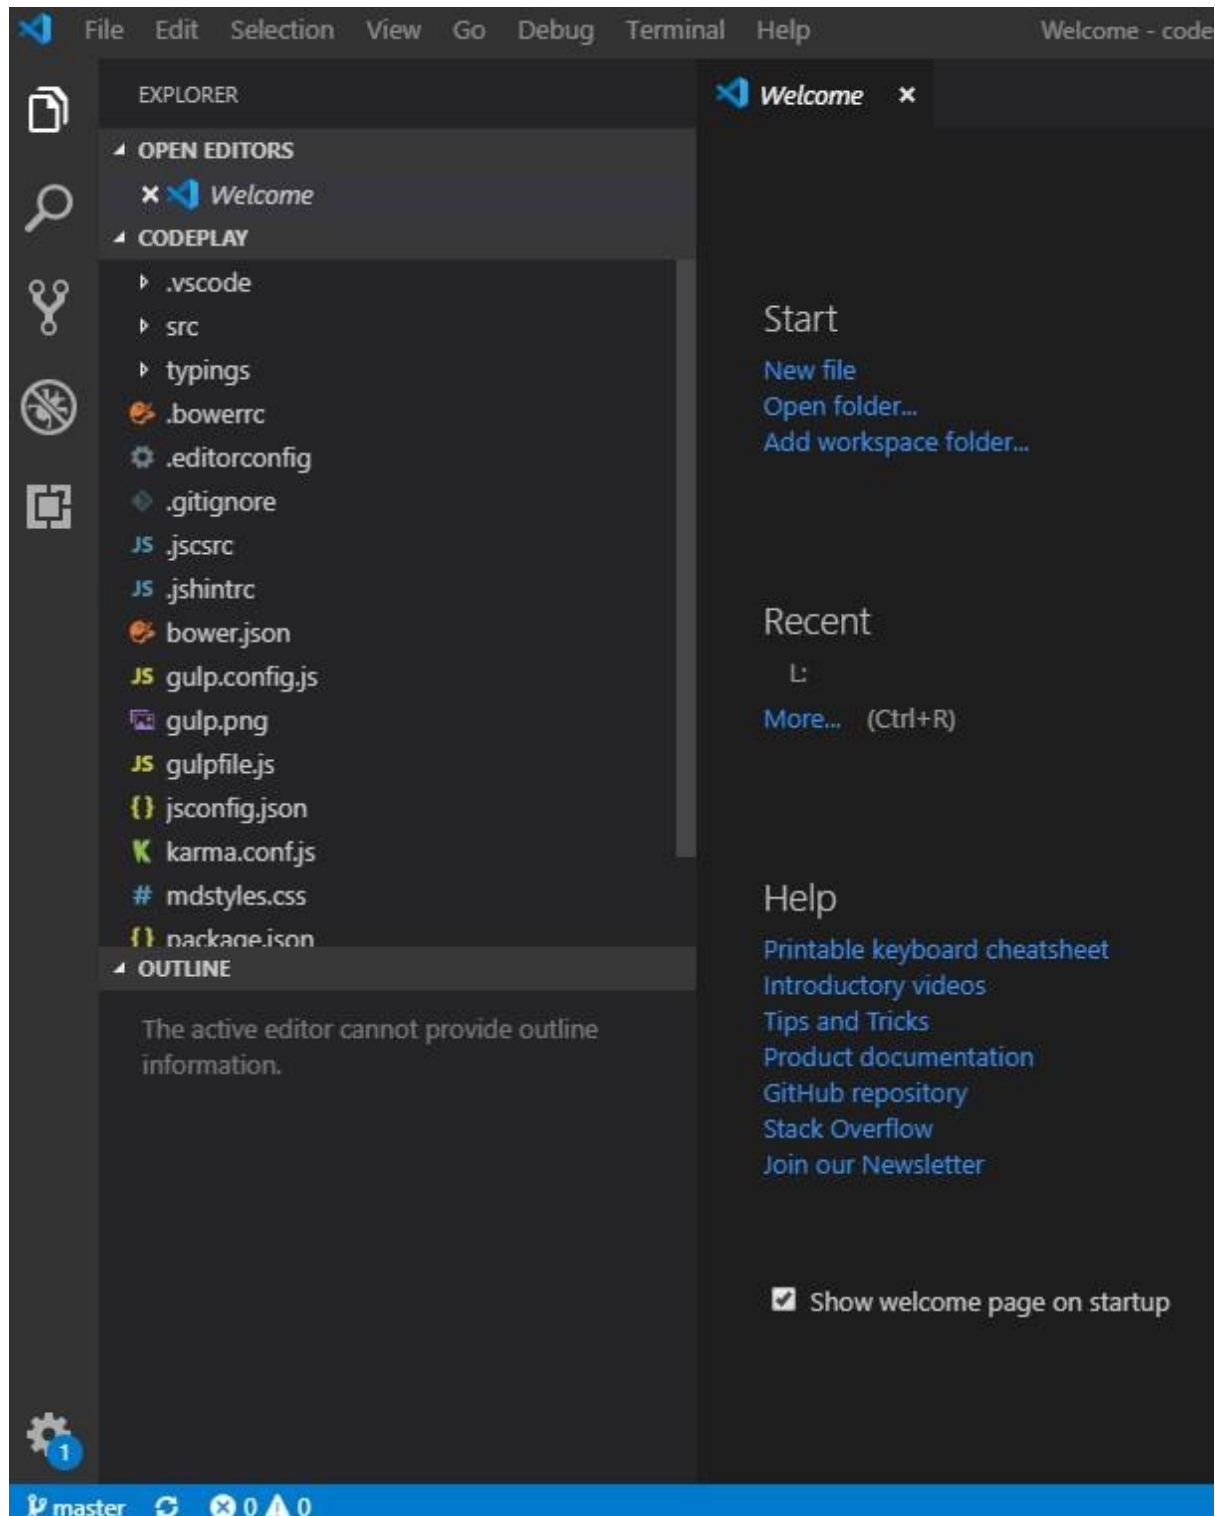 File Edit Selection View Go Debug Terminal Help Welcome - code
EXPLORER
OPEN EDITORS
Welcome
CODEPLAY
.vscode
src
typings
.bowerrc
.editorconfig
.gitignore
JS .jscsrc
JS .jshintrc
bower.json
JS gulp.config.js
gulp.png
JS gulpfile.js
{} jsconfig.json
K karma.conf.js
# mdstyles.css
{} package.json
OUTLINE
The active editor cannot provide outline
information.
1
Welcome
Start
New file
Open folder...
Add workspace folder...
Recent
L:
More... (Ctrl+R)
Help
Printable keyboard cheatsheet
Introductory videos
Tips and Tricks
Product documentation
GitHub repository
Stack Overflow
Join our Newsletter
Show welcome page on startup
master 0 0